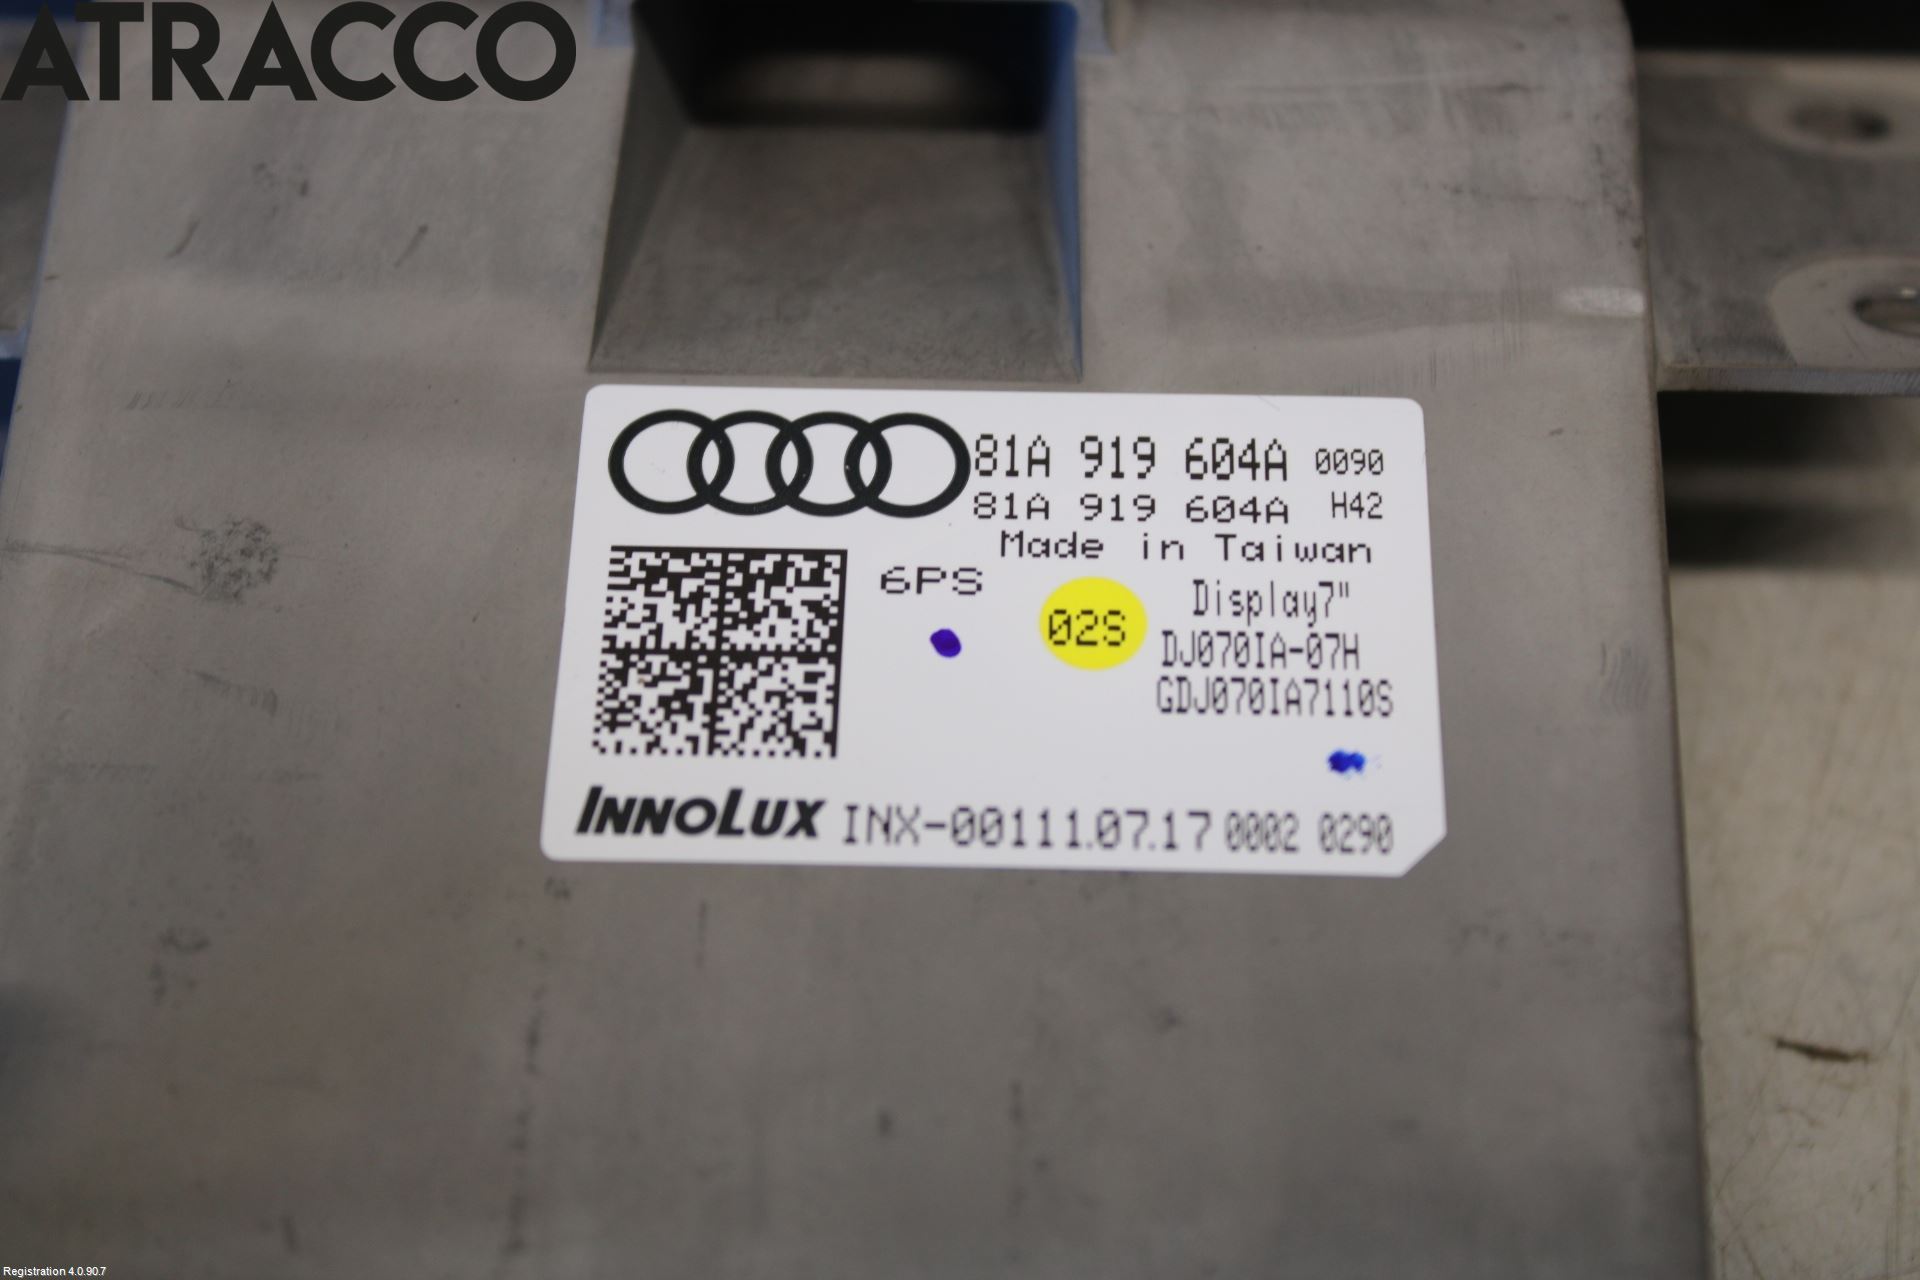 ATRACCO
81A 919 604A 0090
81A 919 604A H42
Made in Taiwan
6PS
02S
Display7"
DJ070IA-07H
GDJ070IA7110S
INNOLUX INX-00111.07.17 0002 0290
Registration 4.0.90.7